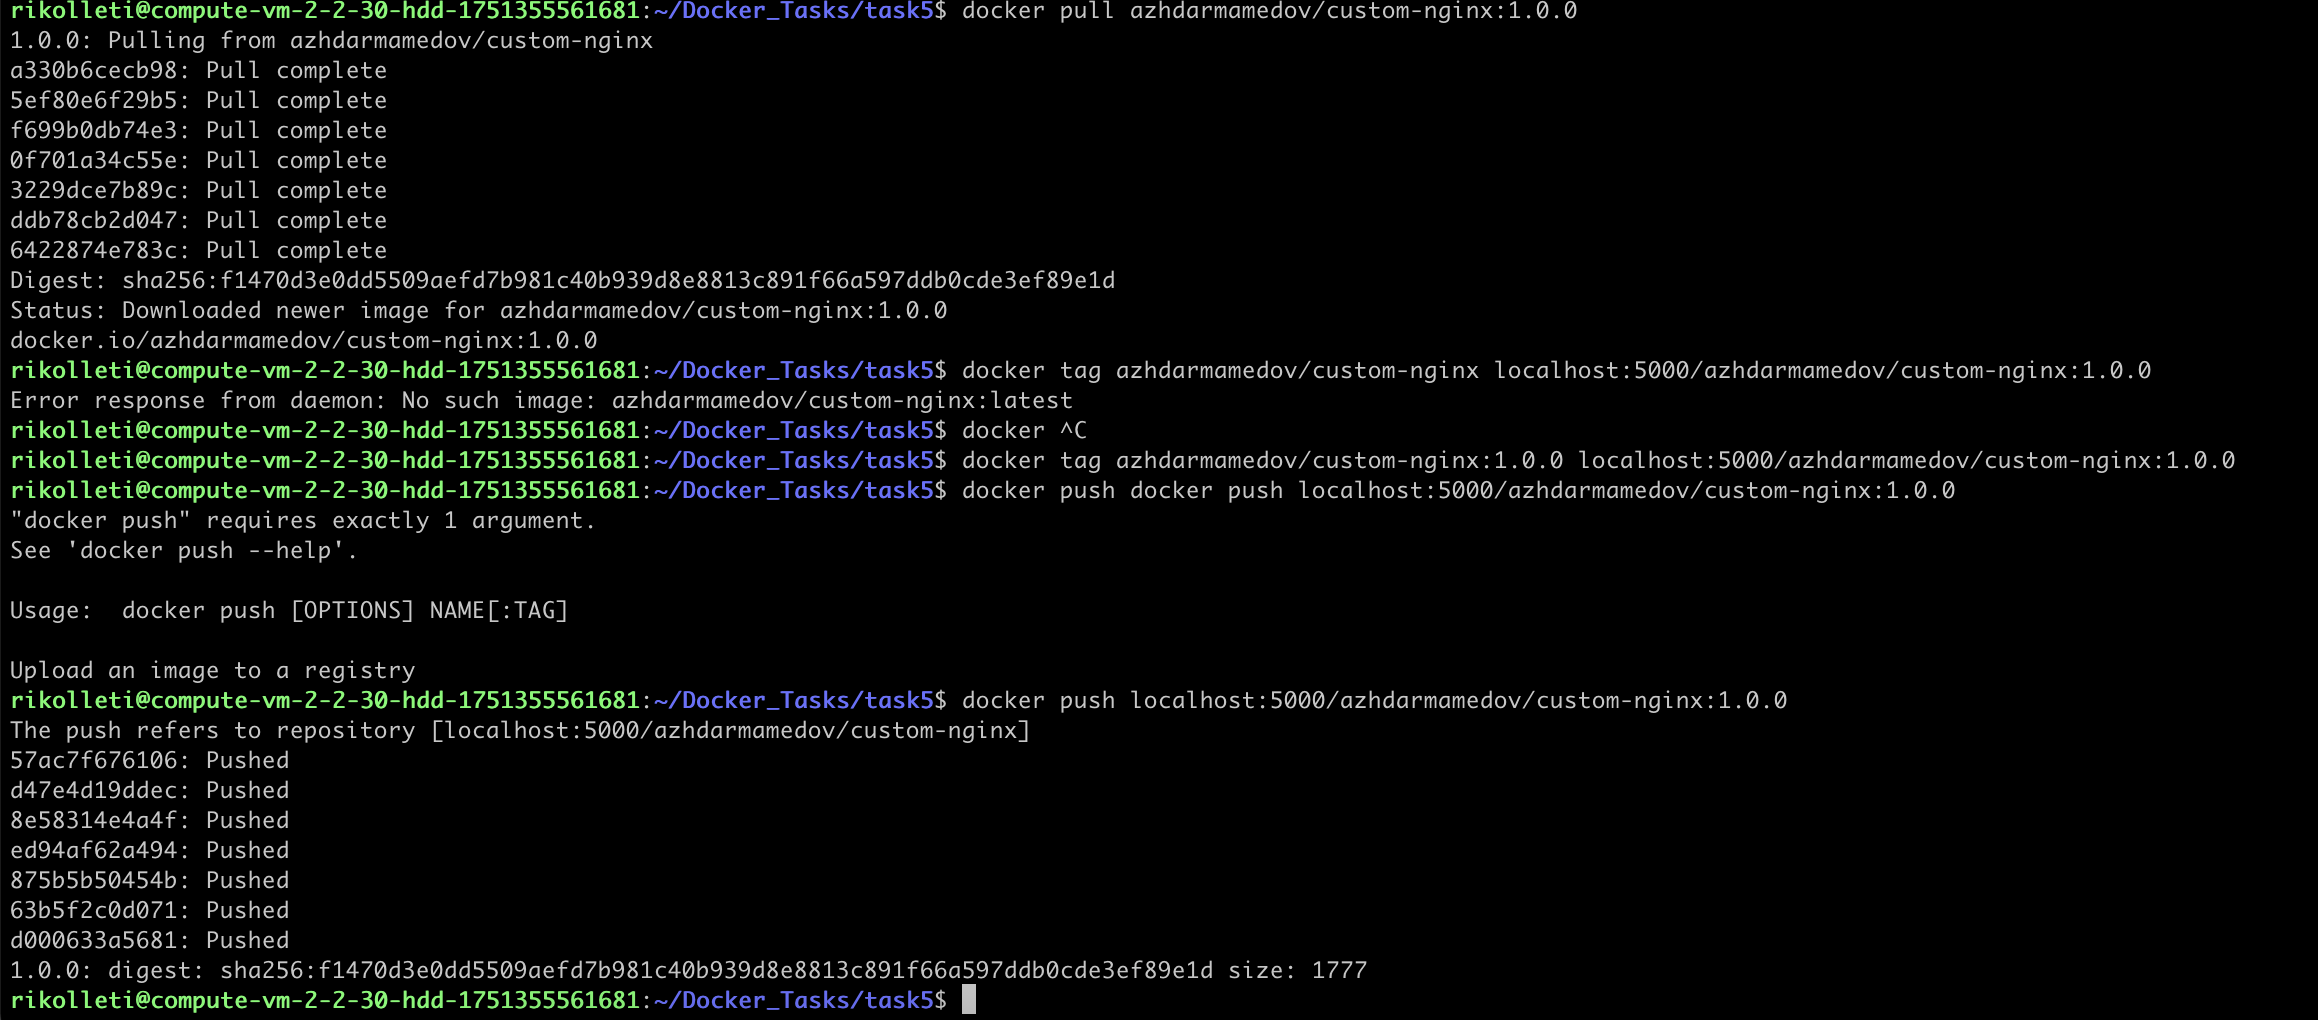 rikolleti@compute-vm-2-2-30-hdd-1751355561681:~/Docker_Tasks/task5$ docker pull azhdarmamedov/custom-nginx:1.0.0
1.0.0: Pulling from azhdarmamedov/custom-nginx
a330b6cecb98: Pull complete
5ef80e6f29b5: Pull complete
f699b0db74e3: Pull complete
0f701a34c55e: Pull complete
3229dce7b89c: Pull complete
ddb78cb2d047: Pull complete
6422874e783c: Pull complete
Digest: sha256:f1470d3e0dd5509aefd7b981c40b939d8e8813c891f66a597ddb0cde3ef89e1d
Status: Downloaded newer image for azhdarmamedov/custom-nginx:1.0.0
docker.io/azhdarmamedov/custom-nginx:1.0.0
rikolleti@compute-vm-2-2-30-hdd-1751355561681:~/Docker_Tasks/task5$ docker tag azhdarmamedov/custom-nginx localhost:5000/azhdarmamedov/custom-nginx:1.0.0
Error response from daemon: No such image: azhdarmamedov/custom-nginx:latest
rikolleti@compute-vm-2-2-30-hdd-1751355561681:~/Docker_Tasks/task5$ docker ^C
rikolleti@compute-vm-2-2-30-hdd-1751355561681:~/Docker_Tasks/task5$ docker tag azhdarmamedov/custom-nginx:1.0.0 localhost:5000/azhdarmamedov/custom-nginx:1.0.0
rikolleti@compute-vm-2-2-30-hdd-1751355561681:~/Docker_Tasks/task5$ docker push docker push localhost:5000/azhdarmamedov/custom-nginx:1.0.0
"docker push" requires exactly 1 argument.
See 'docker push --help'.

Usage:  docker push [OPTIONS] NAME[:TAG]

Upload an image to a registry
rikolleti@compute-vm-2-2-30-hdd-1751355561681:~/Docker_Tasks/task5$ docker push localhost:5000/azhdarmamedov/custom-nginx:1.0.0
The push refers to repository [localhost:5000/azhdarmamedov/custom-nginx]
57ac7f676106: Pushed
d47e4d19ddec: Pushed
8e58314e4a4f: Pushed
ed94af62a494: Pushed
875b5b50454b: Pushed
63b5f2c0d071: Pushed
d000633a5681: Pushed
1.0.0: digest: sha256:f1470d3e0dd5509aefd7b981c40b939d8e8813c891f66a597ddb0cde3ef89e1d size: 1777
rikolleti@compute-vm-2-2-30-hdd-1751355561681:~/Docker_Tasks/task5$